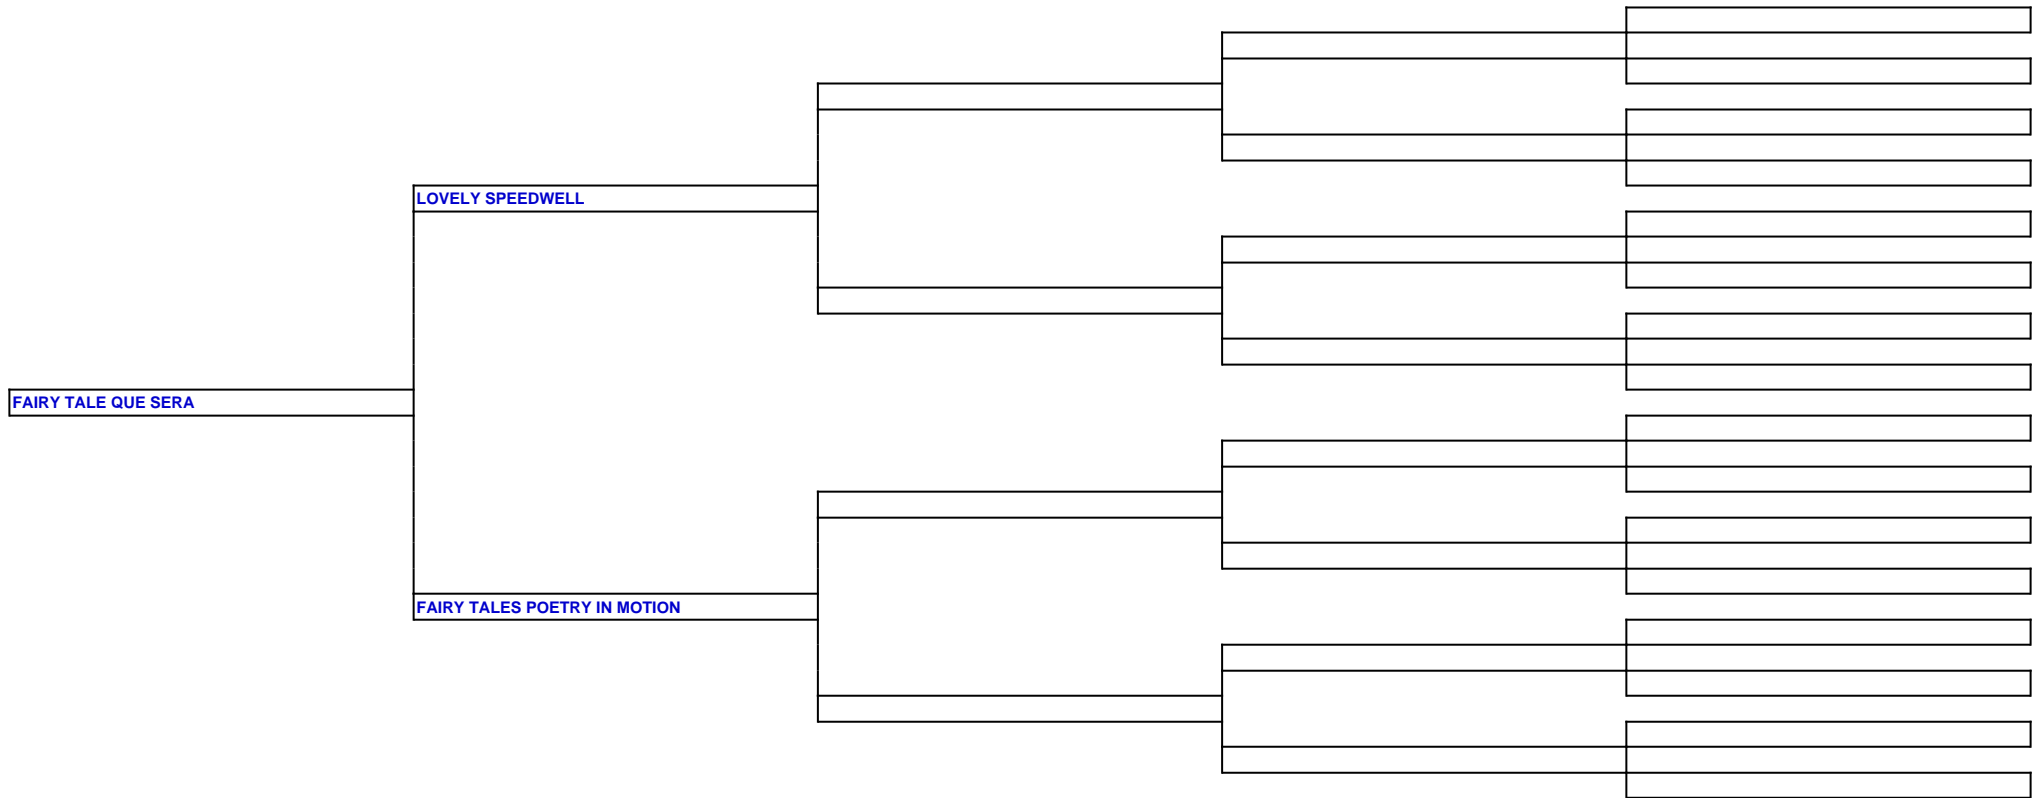 LOVELY SPEEDWELL
FAIRY TALE QUE SERA
FAIRY TALES POETRY IN MOTION